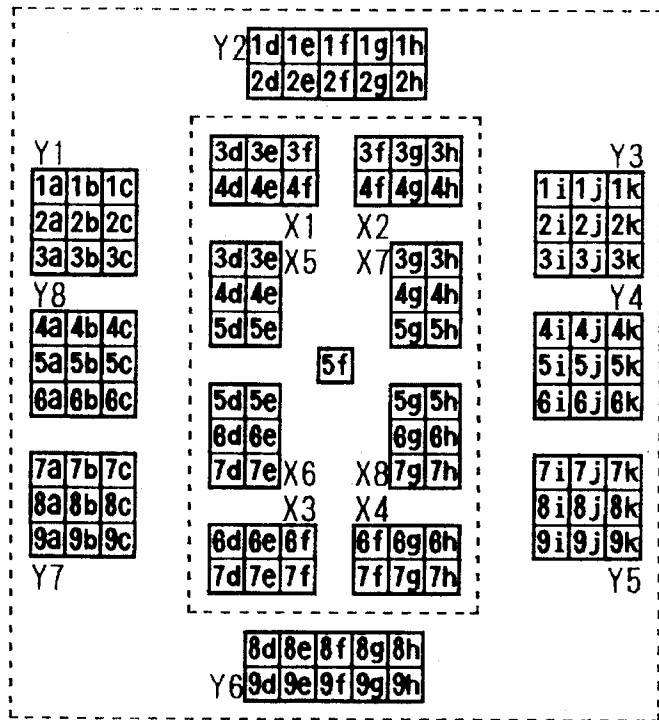 Y2 1d 1e 1f 1g 1h
2d 2e 2f 2g 2h
Y1
1a 1b 1c
2a 2b 2c
3a 3b 3c
Y8
4a 4b 4c
5a 5b 5c
6a 6b 6c
7a 7b 7c
8a 8b 8c
9a 9b 9c
Y7
3d 3e 3f
4d 4e 4f
X1
3f 3g 3h
4f 4g 4h
X2
3d 3e X5
4d 4e
5d 5e
X7 3g 3h
4g 4h
5g 5h
5f
5d 5e
6d 6e
7d 7e X6
5g 5h
6g 6h
X8 7g 7h
X3
6d 6e 6f
7d 7e 7f
X4
6f 6g 6h
7f 7g 7h
Y3
1i 1j 1k
2i 2j 2k
3i 3j 3k
Y4
4i 4j 4k
5i 5j 5k
6i 6j 6k
7i 7j 7k
8i 8j 8k
9i 9j 9k
Y5
8d 8e 8f 8g 8h
Y6 9d 9e 9f 9g 9h